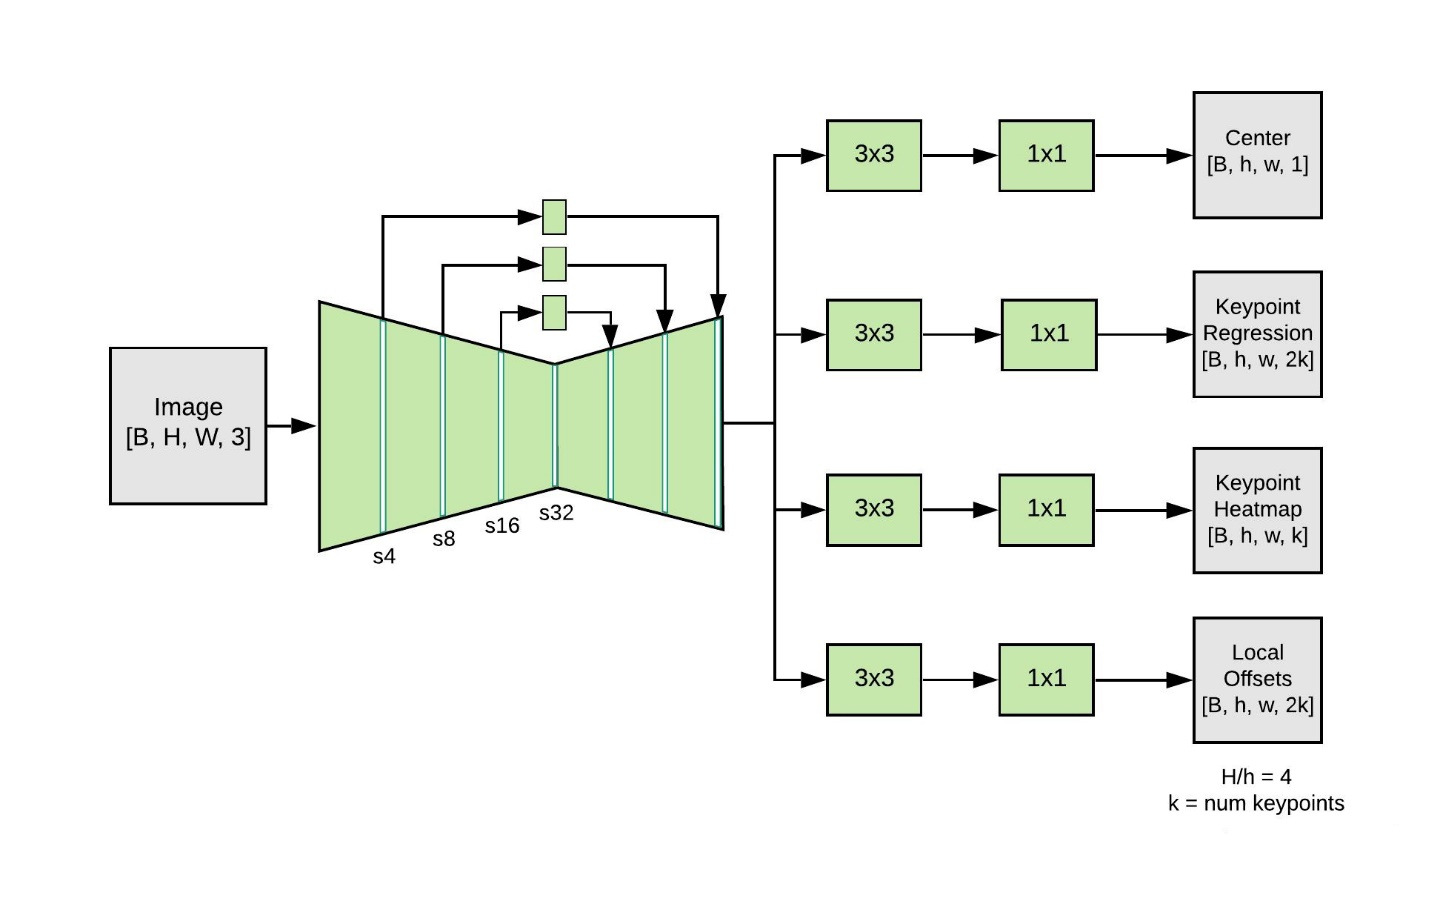 Image
[B, H, W, 3]
s4
s8
s16
s32
3x3
1x1
Center
[B, h, w, 1]
3x3
1x1
Keypoint
Regression
[B, h, w, 2k]
3x3
1x1
Keypoint
Heatmap
[B, h, w, k]
3x3
1x1
Local
Offsets
[B, h, w, 2k]
H/h = 4
k = num keypoints